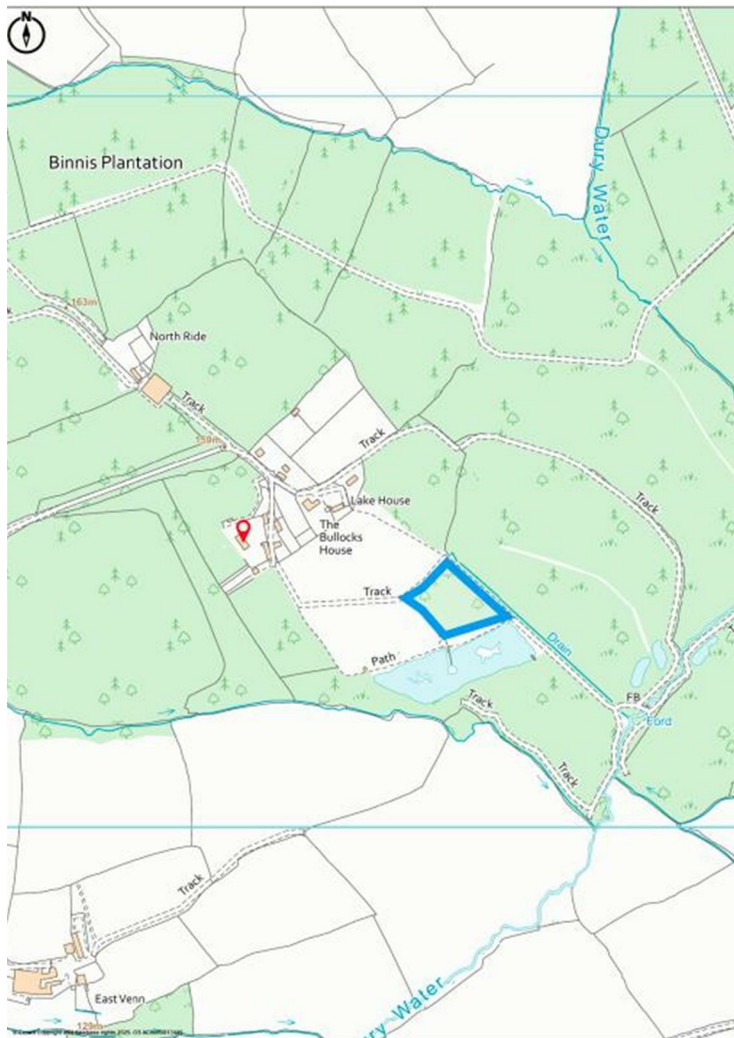 N
Dury Water
Binnis Plantation
163m
North Ride
Track
159m
Track
Lake House
The
Bullocks
House
Track
Track
Drain
Path
FB
Ford
Track
Track
Track
East Venn
129m
ry Water